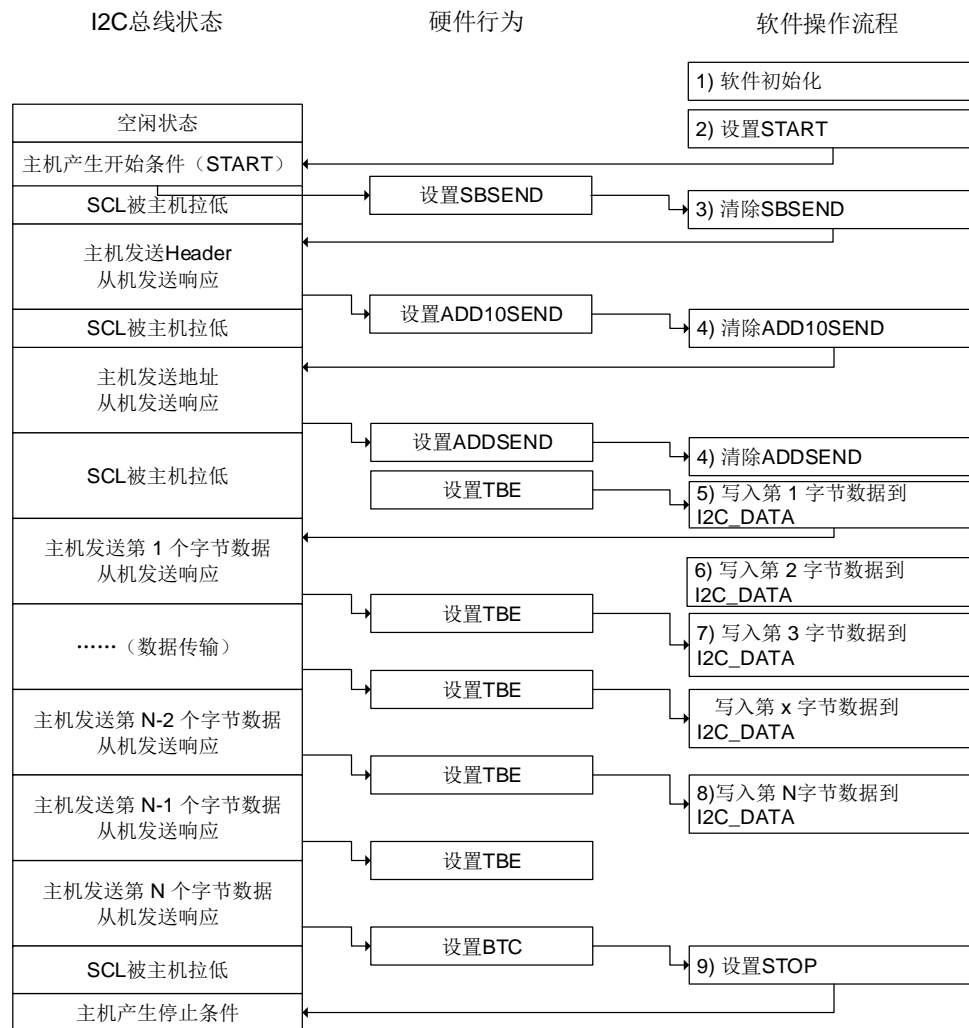 I2C总线状态
硬件行为
软件操作流程
1) 软件初始化
空闲状态
2) 设置START
主机产生开始条件（START）
设置SBSEND
SCL被主机拉低
3) 清除SBSEND
主机发送Header
从机发送响应
设置ADD10SEND
SCL被主机拉低
4) 清除ADD10SEND
主机发送地址
从机发送响应
设置ADDSEND
4) 清除ADDSEND
SCL被主机拉低
设置TBE
5) 写入第 1 字节数据到
I2C_DATA
主机发送第 1 个字节数据
从机发送响应
6) 写入第 2 字节数据到
I2C_DATA
设置TBE
7) 写入第 3 字节数据到
I2C_DATA
……（数据传输）
设置TBE
写入第 x 字节数据到
I2C_DATA
主机发送第 N-2 个字节数据
从机发送响应
设置TBE
8)写入第 N字节数据到
I2C_DATA
主机发送第 N-1 个字节数据
从机发送响应
设置TBE
主机发送第 N 个字节数据
从机发送响应
设置BTC
SCL被主机拉低
9) 设置STOP
主机产生停止条件